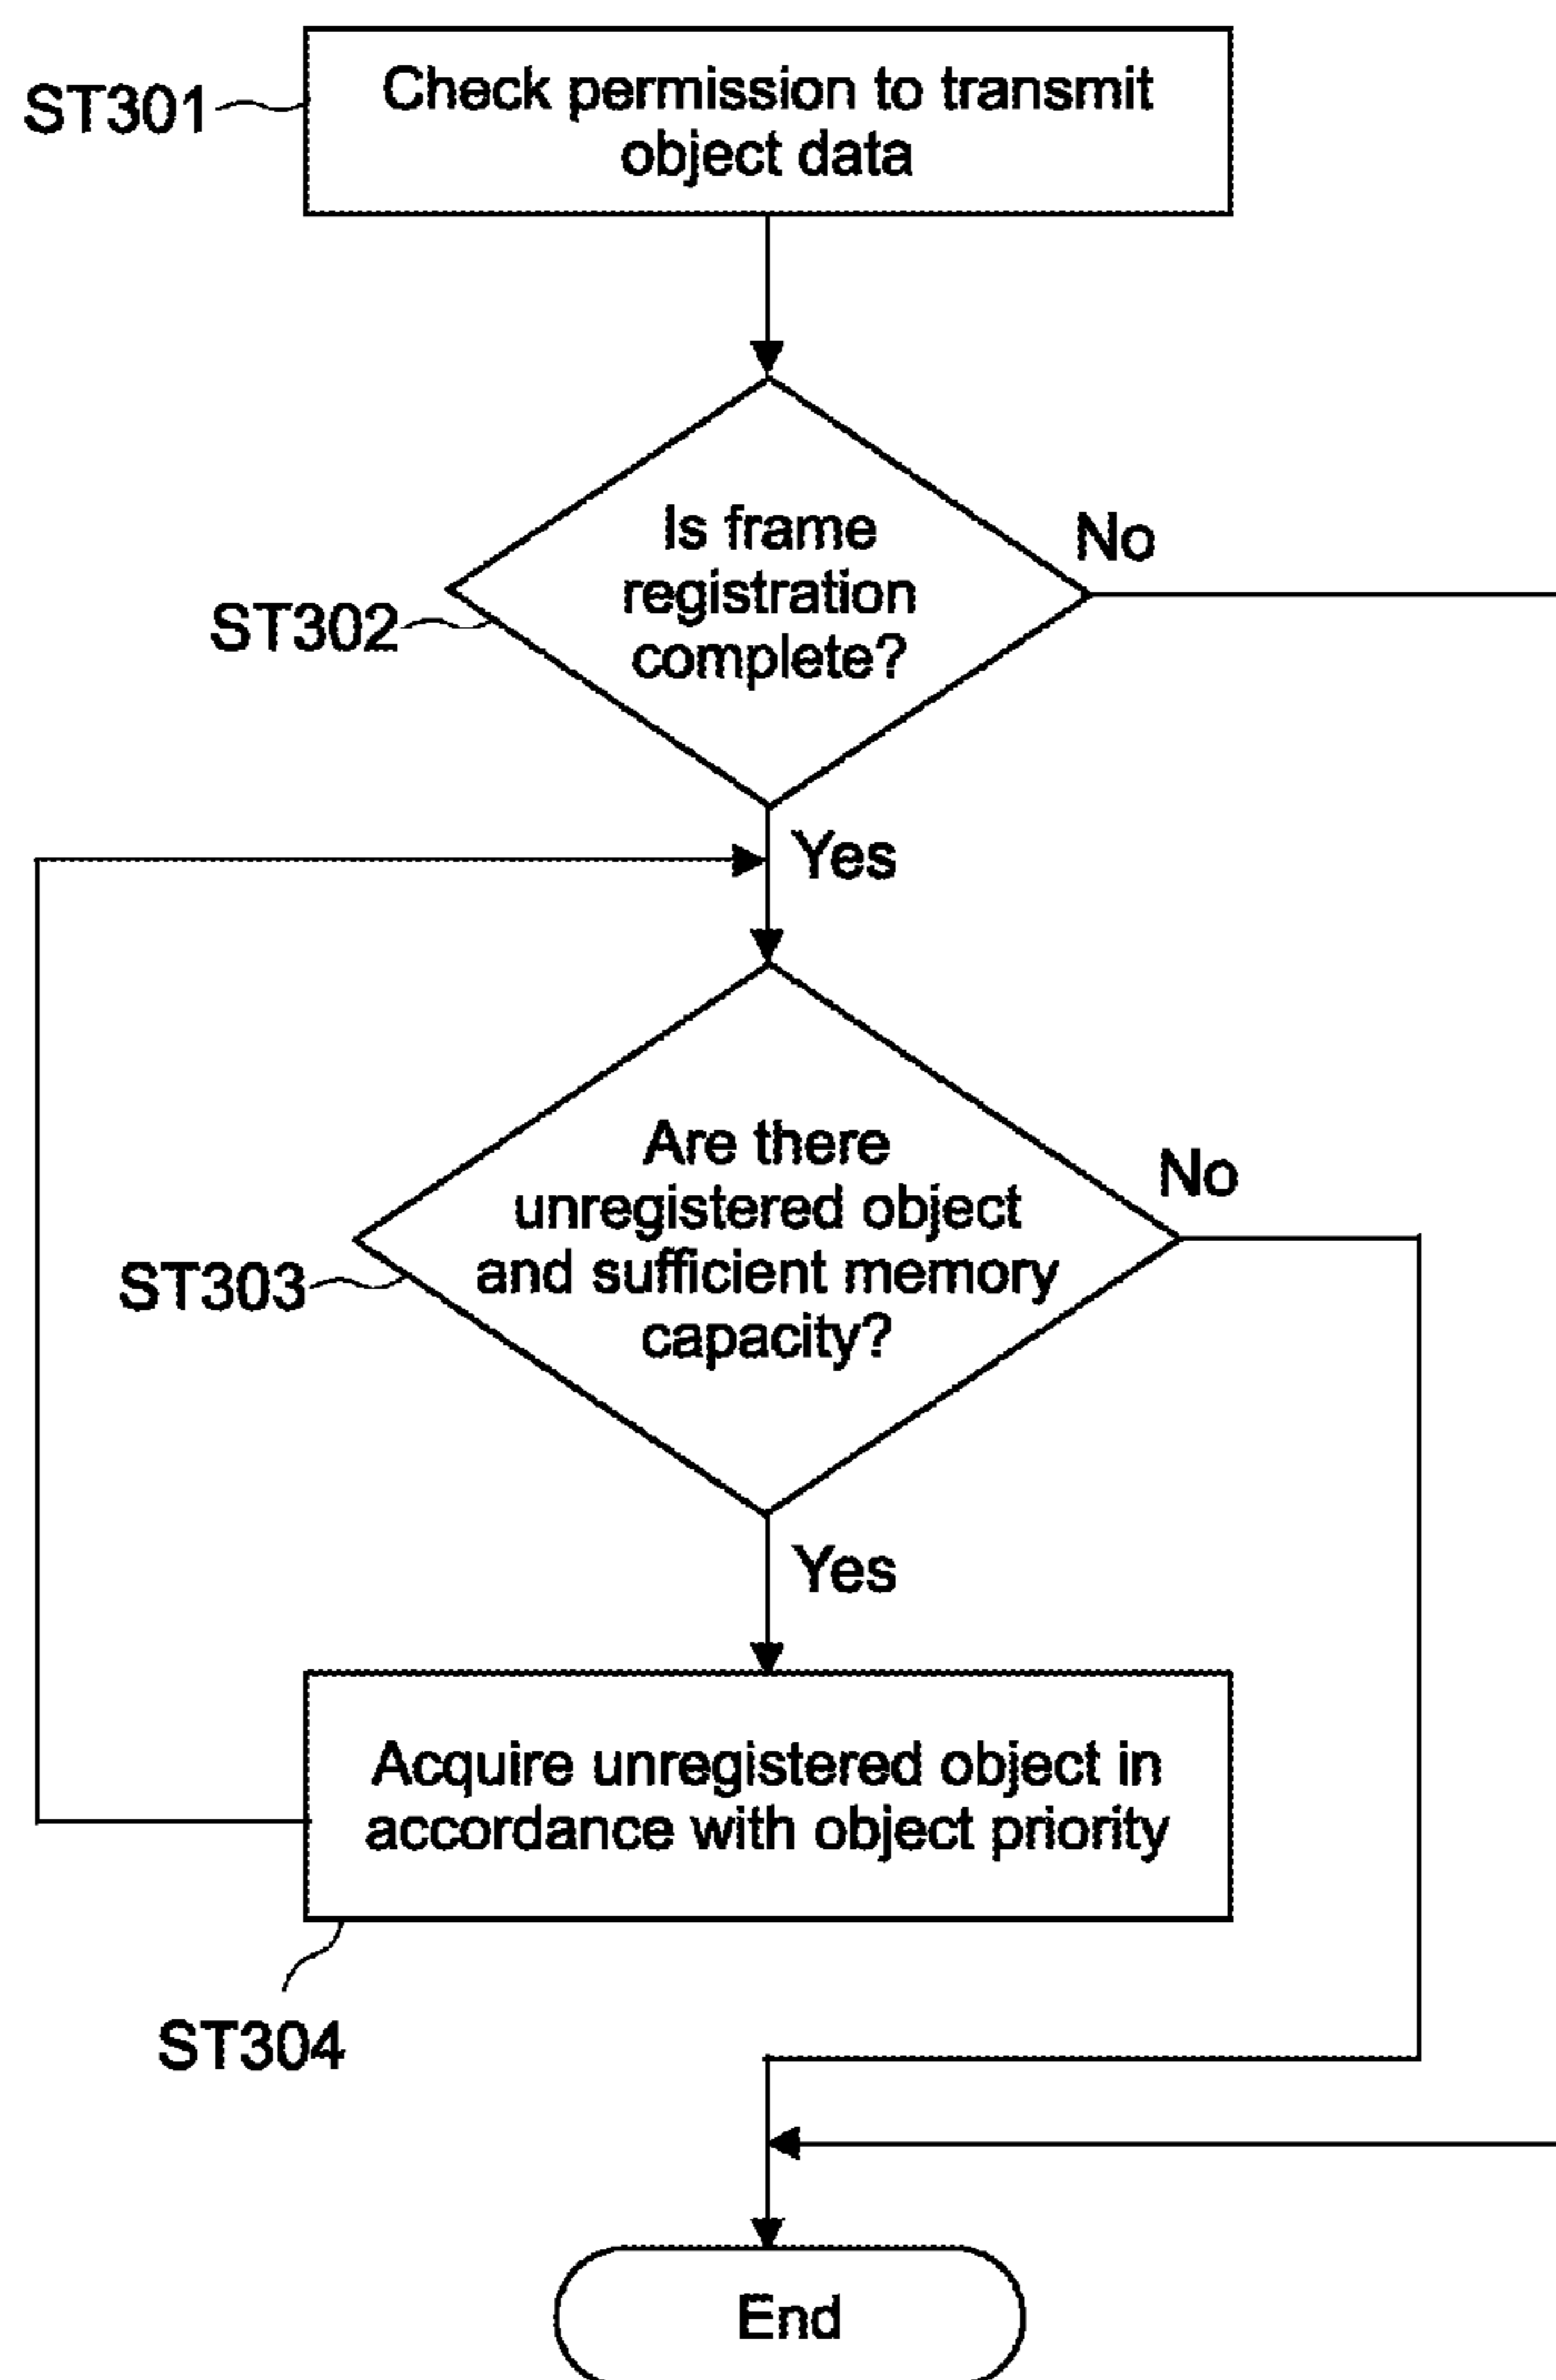 ST301
Check permission to transmit
object data
Is frame
registration
complete?
No
ST302
Yes
Are there
unregistered object
and sufficient memory
capacity?
No
ST303
Yes
Acquire unregistered object in
accordance with object priority
ST304
End